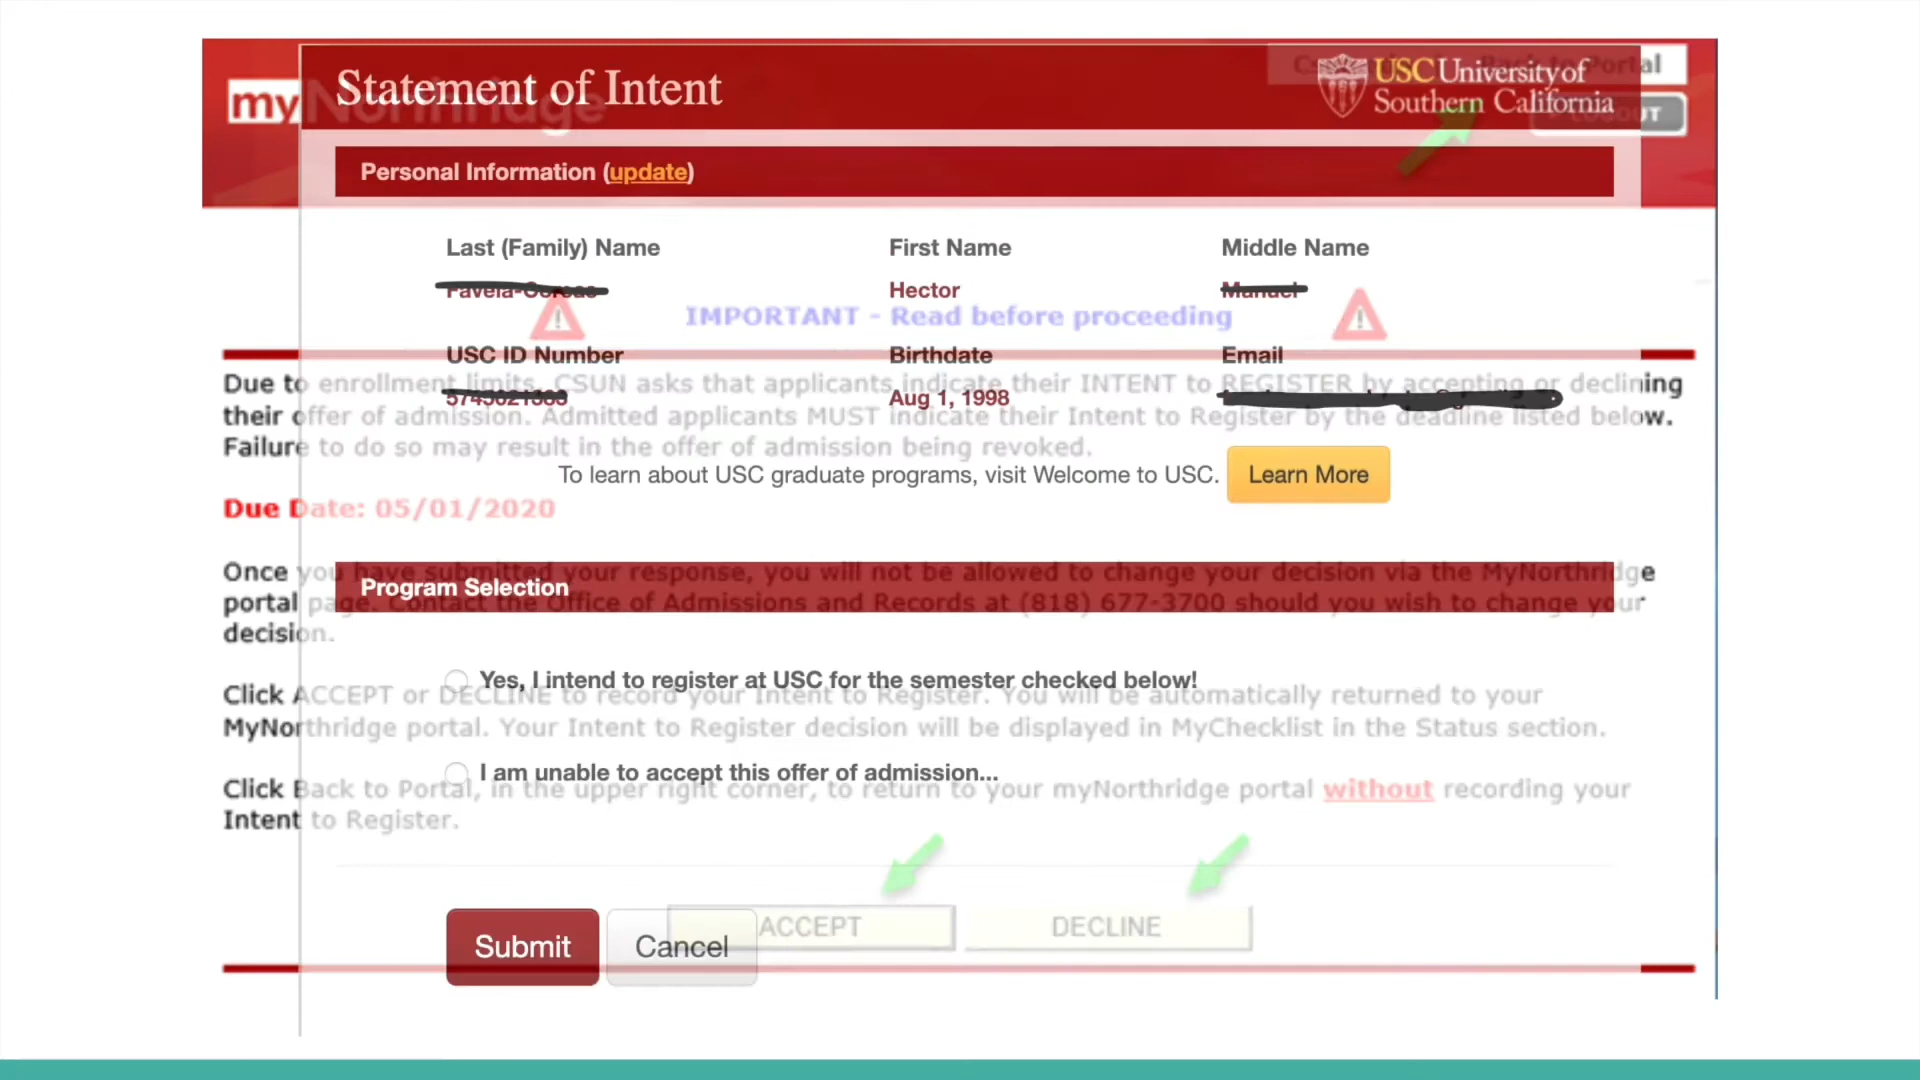 Statement of Intent
USC University of
Southern California
myNorthridge
Back to Portal
LOGOUT
Personal Information (update)
Last (Family) Name First Name Middle Name
Hector
IMPORTANT - Read before proceeding
USC ID Number Birthdate Email
Due to enrollment limits, CSUN asks that applicants indicate their INTENT to REGISTER by accepting or declining
Aug 1, 1998
their offer of admission. Admitted applicants MUST indicate their Intent to Register by the deadline listed below.
Failure to do so may result in the offer of admission being revoked.
To learn about USC graduate programs, visit Welcome to USC. Learn More
Due Date: 05/01/2020
Once you have submitted your response, you will not be allowed to change your decision via the MyNorthridge
Program Selection
portal page. Contact the Office of Admissions and Records at (818) 677-3700 should you wish to change your
decision.
Yes, I intend to register at USC for the semester checked below!
Click ACCEPT or DECLINE to record your Intent to Register. You will be automatically returned to your
MyNorthridge portal. Your Intent to Register decision will be displayed in MyChecklist in the Status section.
I am unable to accept this offer of admission...
Click Back to Portal, in the upper right corner, to return to your myNorthridge portal without recording your
Intent to Register.
ACCEPT DECLINE
Submit Cancel